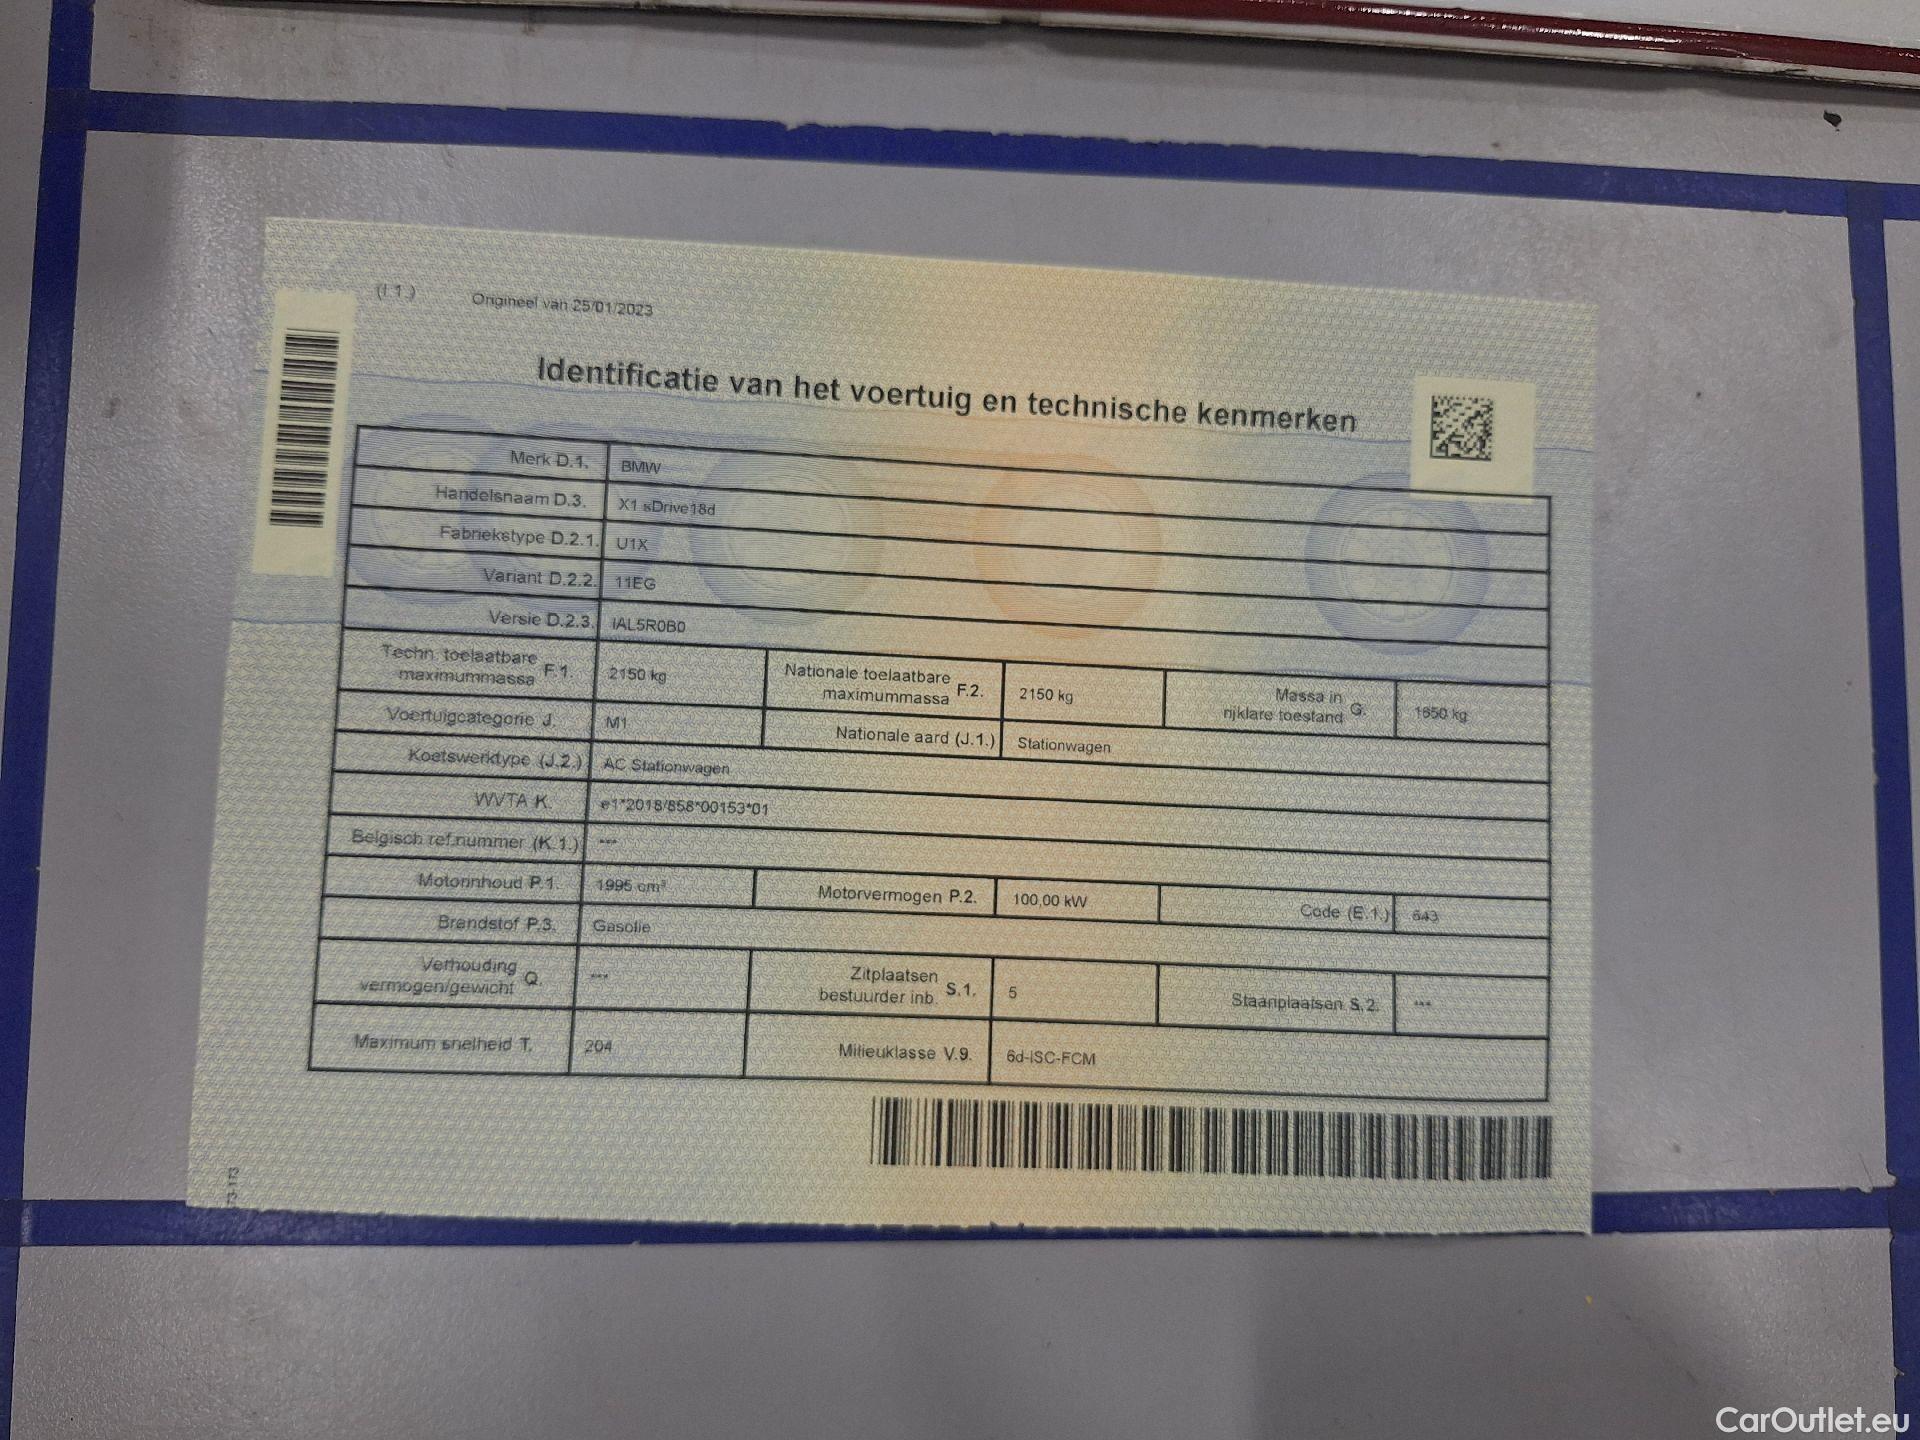 (I.1.) Origineel van 25/01/2023
Identificatie van het voertuig en technische kenmerken
Merk D.1. BMW
Handelsnaam D.3. X1 sDrive18d
Fabriekstype D.2.1. U1X
Variant D.2.2. 11EG
Versie D.2.3. IAL5R0B0
Techn. toelaatbare maximummassa F.1. 2150 kg Nationale toelaatbare maximummassa F.2. 2150 kg Massa in rijklare toestand G. 1650 kg
Voertuigcategorie J. M1 Nationale aard (J.1.) Stationwagen
Koetswerktype (J.2.) AC Stationwagen
WVTA K. e1*2018/858*00153*01
Belgisch ref.nummer (K.1.) ***
Motorinhoud P.1. 1995 cm³ Motorvermogen P.2. 100,00 kW Code (E.1.) 643
Brandstof P.3. Gasolie
Verhouding vermogen/gewicht Q. *** Zitplaatsen bestuurder inb. S.1. 5 Staanplaatsen S.2. ***
Maximum snelheid T. 204 Milieuklasse V.9. 6d-ISC-FCM
CarOutlet.eu